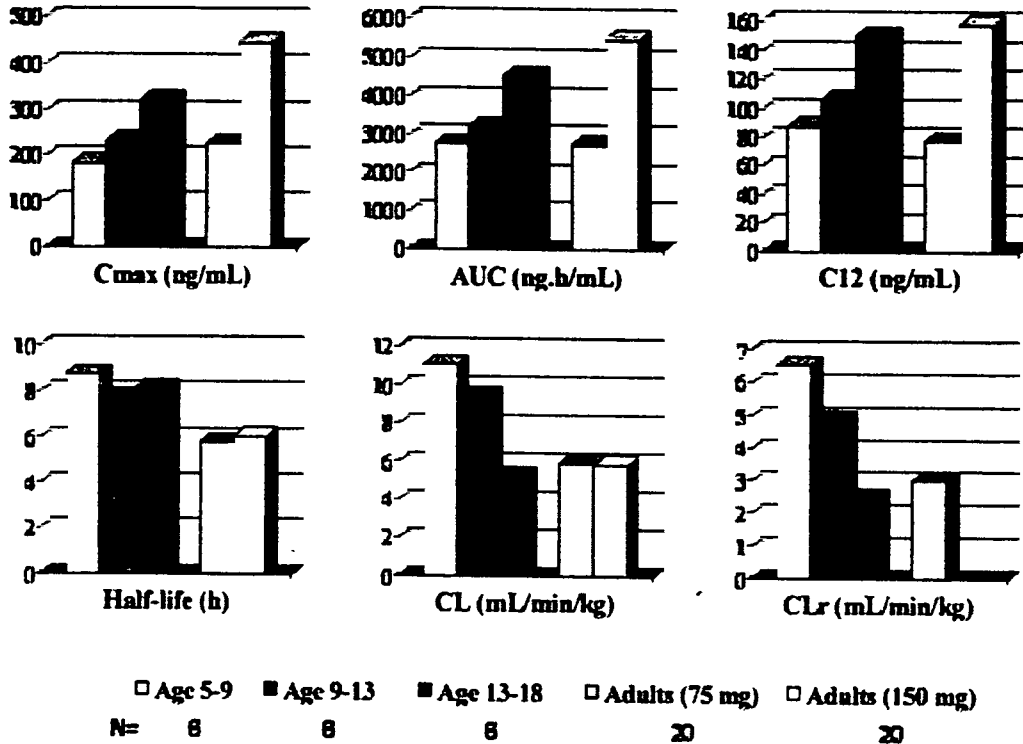 500 6000 160
400 5000 140
300 4000 120
200 3000 100
100 2000 80
0 1000 60
0 40
20
0
Cmax (ng/mL) AUC (ng.h/mL) C12 (ng/mL)
10 12 7
8 10 6
6 8 5
4 6 4
2 4 3
0 2 2
0 1
0
Half-life (h) CL (mL/min/kg) CLr (mL/min/kg)
Age 5-9 Age 9-13 Age 13-18 Adults (75 mg) Adults (150 mg)
N= 6 6 6 20 20